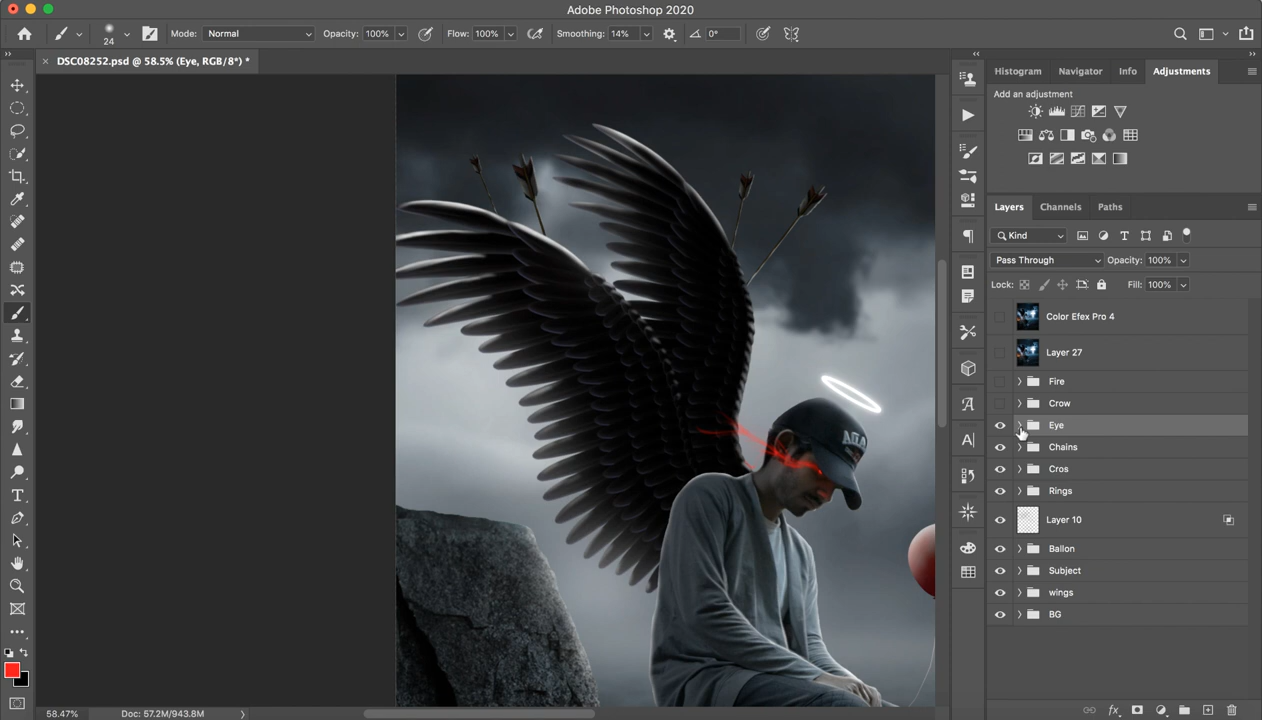 Adobe Photoshop 2020
24
Mode: Normal
Opacity: 100%
Flow: 100%
Smoothing: 14%
0°
DSC08252.psd @ 58.5% (Eye, RGB/8*) *
Histogram Navigator Info Adjustments
Add an adjustment
Layers Channels Paths
Kind
Pass Through
Opacity: 100%
Lock:
Fill: 100%
Color Efex Pro 4
Layer 27
Fire
Crow
Eye
Chains
Cros
Rings
Layer 10
Ballon
Subject
wings
BG
58.47%
Doc: 57.2M/943.8M